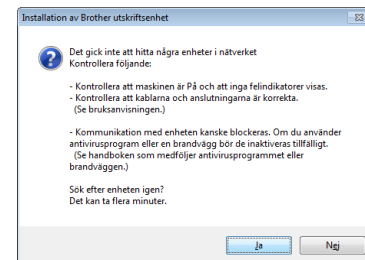 Installation av Brother utskriftsenhet
Det gick inte att hitta några enheter i nätverket
Kontrollera följande:
- Kontrollera att maskinen är På och att inga felindikatorer visas.
- Kontrollera att kablarna och anslutningarna är korrekta.
(Se bruksanvisningen.)
- Kommunikation med enheten kanske blockeras. Om du använder
antivirusprogram eller en brandvägg bör de inaktiveras tillfälligt.
(Se handboken som medföljer antivirusprogrammet eller
brandväggen.)
Sök efter enheten igen?
Det kan ta flera minuter.
Ja
Nej